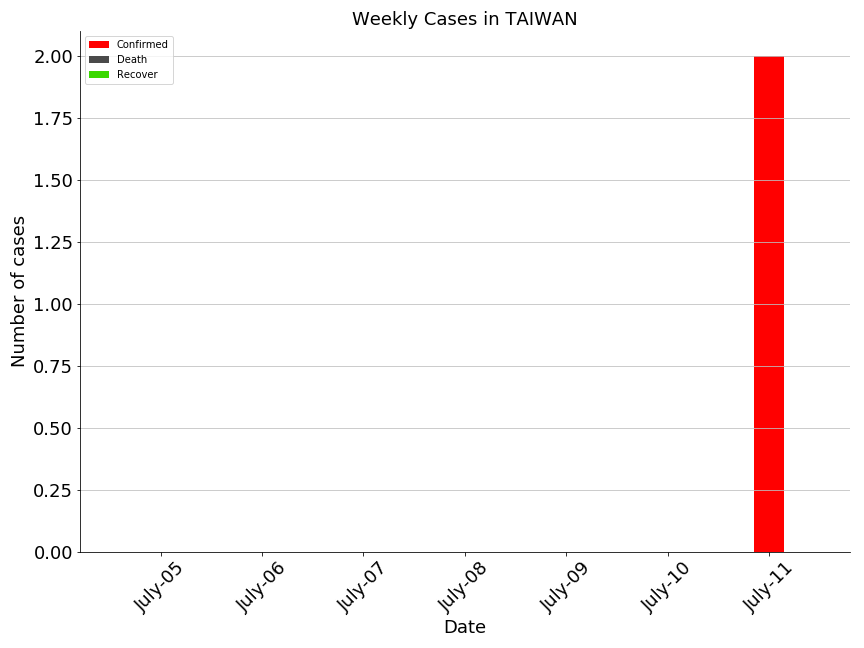 Weekly Cases in TAIWAN
Confirmed
Death
Recover
Number of cases
2.00
1.75
1.50
1.25
1.00
0.75
0.50
0.25
0.00
July-05
July-06
July-07
July-08
July-09
July-10
July-11
Date